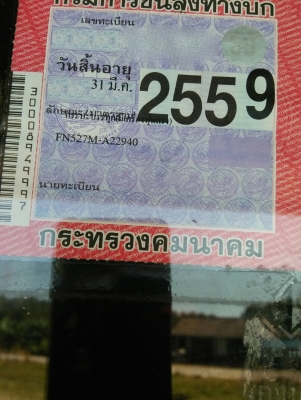 กรมการขนส่งทางบก
เลขทะเบียน
วันสิ้นอายุ
31 มี.ค. 2559
FN527M-A22940
นายทะเบียน
กระทรวงคมนาคม
300086949997